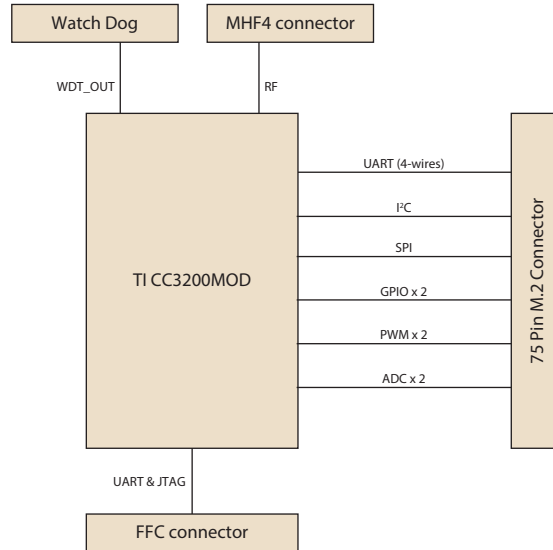 Watch Dog
MHF4 connector
WDT_OUT
RF
UART (4-wires)
I²C
SPI
TI CC3200MOD
GPIO x 2
PWM x 2
ADC x 2
75 Pin M.2 Connector
UART & JTAG
FFC connector